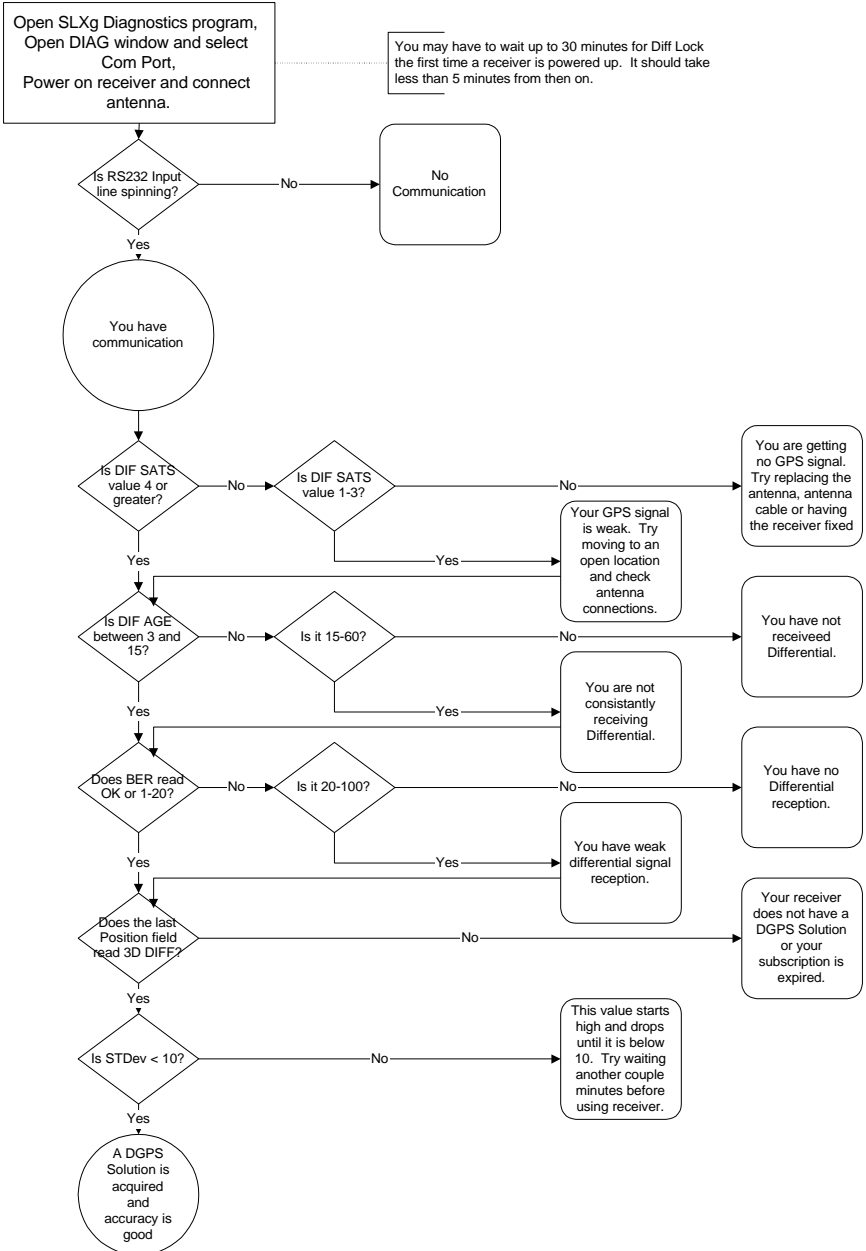 Open SLXg Diagnostics program,
Open DIAG window and select
Com Port,
Power on receiver and connect
antenna.
You may have to wait up to 30 minutes for Diff Lock
the first time a receiver is powered up. It should take
less than 5 minutes from then on.
Is RS232 Input
line spinning?
No
No
Communication
Yes
You have
communication
Is DIF SATS
value 4 or
greater?
No
Is DIF SATS
value 1-3?
No
You are getting
no GPS signal.
Try replacing the
antenna, antenna
cable or having
the receiver fixed
Yes
Yes
Your GPS signal
is weak. Try
moving to an
open location
and check
antenna
connections.
Is DIF AGE
between 3 and
15?
No
Is it 15-60?
No
You have not
receiveed
Differential.
Yes
Yes
You are not
consistantly
receiving
Differential.
Does BER read
OK or 1-20?
No
Is it 20-100?
No
You have no
Differential
reception.
Yes
Yes
You have weak
differential signal
reception.
Does the last
Position field
read 3D DIFF?
No
Your receiver
does not have a
DGPS Solution
or your
subscription is
expired.
Yes
Is STDev < 10?
No
This value starts
high and drops
until it is below
10. Try waiting
another couple
minutes before
using receiver.
Yes
A DGPS
Solution is
acquired
and
accuracy is
good